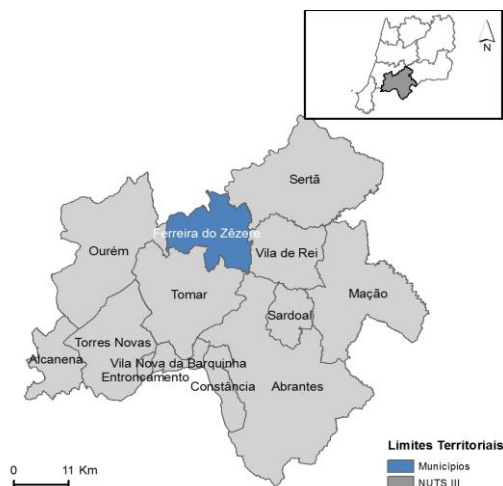 N
Sertã
Ferreira do Zêzere
Ourém
Vila de Rei
Tomar
Mação
Sardoal
Torres Novas
Alcanena
Vila Nova da Barquinha
Entroncamento
Constância
Abrantes
Limites Territoriais
Municípios
NUTS III
0 11 Km